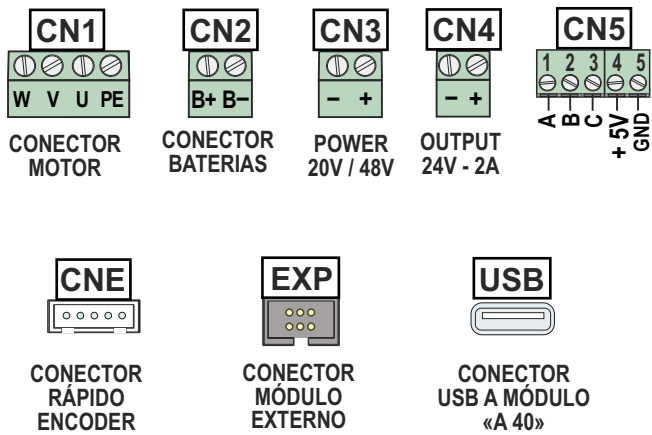 CN1
CN2
CN3
CN4
CN5
W V U PE
B+ B−
− +
− +
1 2 3 4 5
A B C + 5V GND
CONECTOR
MOTOR
CONECTOR
BATERIAS
POWER
20V / 48V
OUTPUT
24V - 2A
CNE
EXP
USB
CONECTOR
RÁPIDO
ENCODER
CONECTOR
MÓDULO
EXTERNO
CONECTOR
USB A MÓDULO
«A 40»